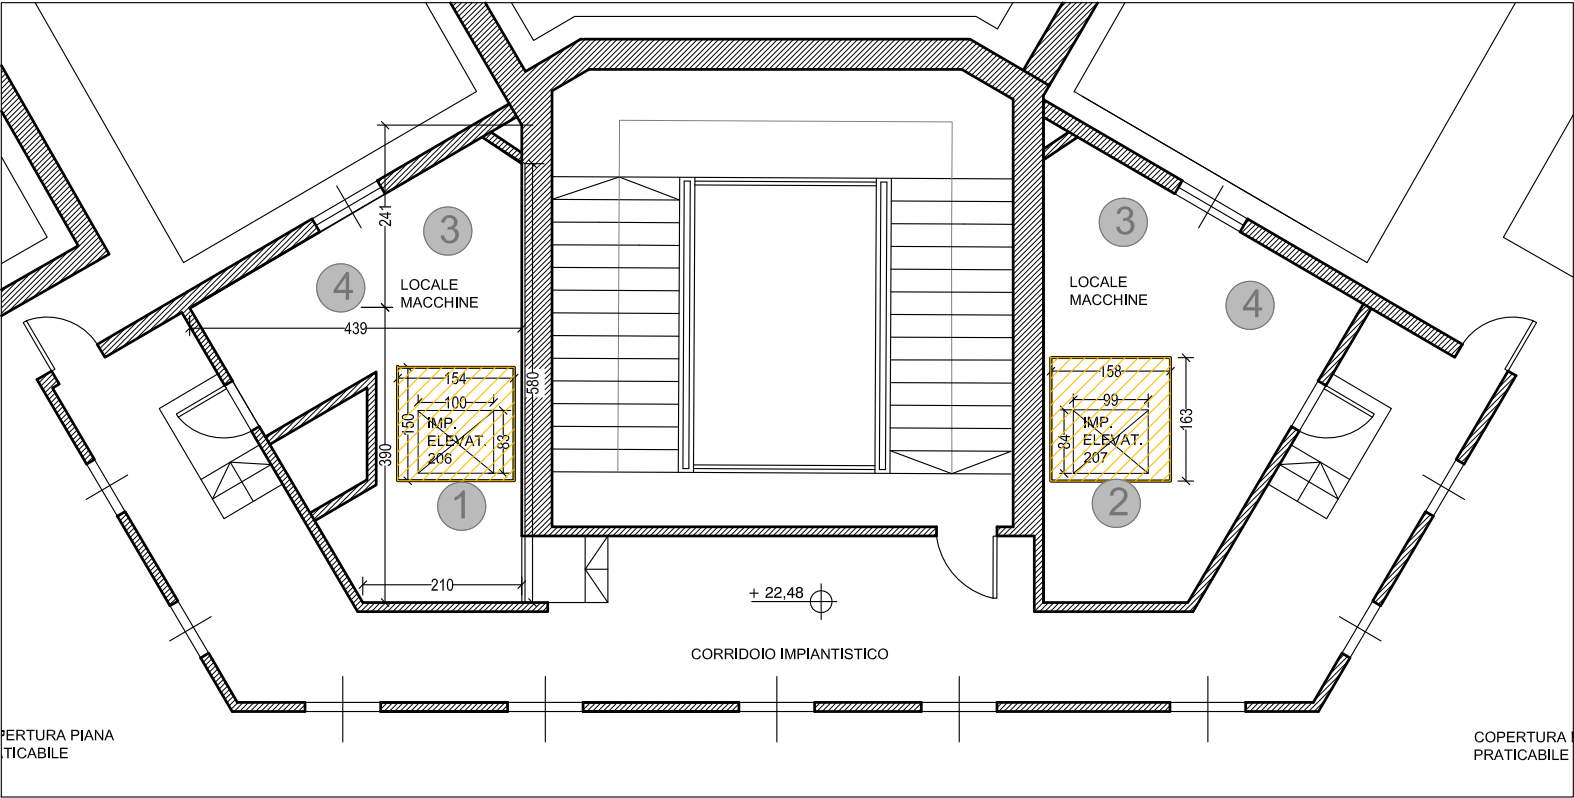 241
3
3
4
LOCALE
MACCHINE
LOCALE
MACCHINE
4
439
154
580
158
100
99
150
IMP.
ELEVAT.
206
83
390
84
IMP.
ELEVAT.
207
163
1
2
210
+ 22,48
CORRIDOIO IMPIANTISTICO
PERTURA PIANA
TICABILE
COPERTURA
PRATICABILE